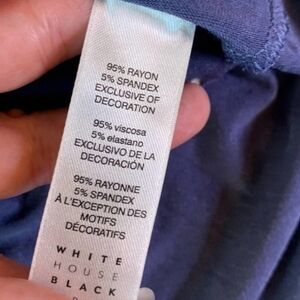 95% RAYON
5% SPANDEX
EXCLUSIVE OF
DECORATION
95% viscosa
5% elastano
EXCLUSIVO DE LA
DECORACIÓN
95% RAYONNE
5% SPANDEX
À L'EXCEPTION DES
MOTIFS
DÉCORATIFS
WHITE
HOUSE
BLACK